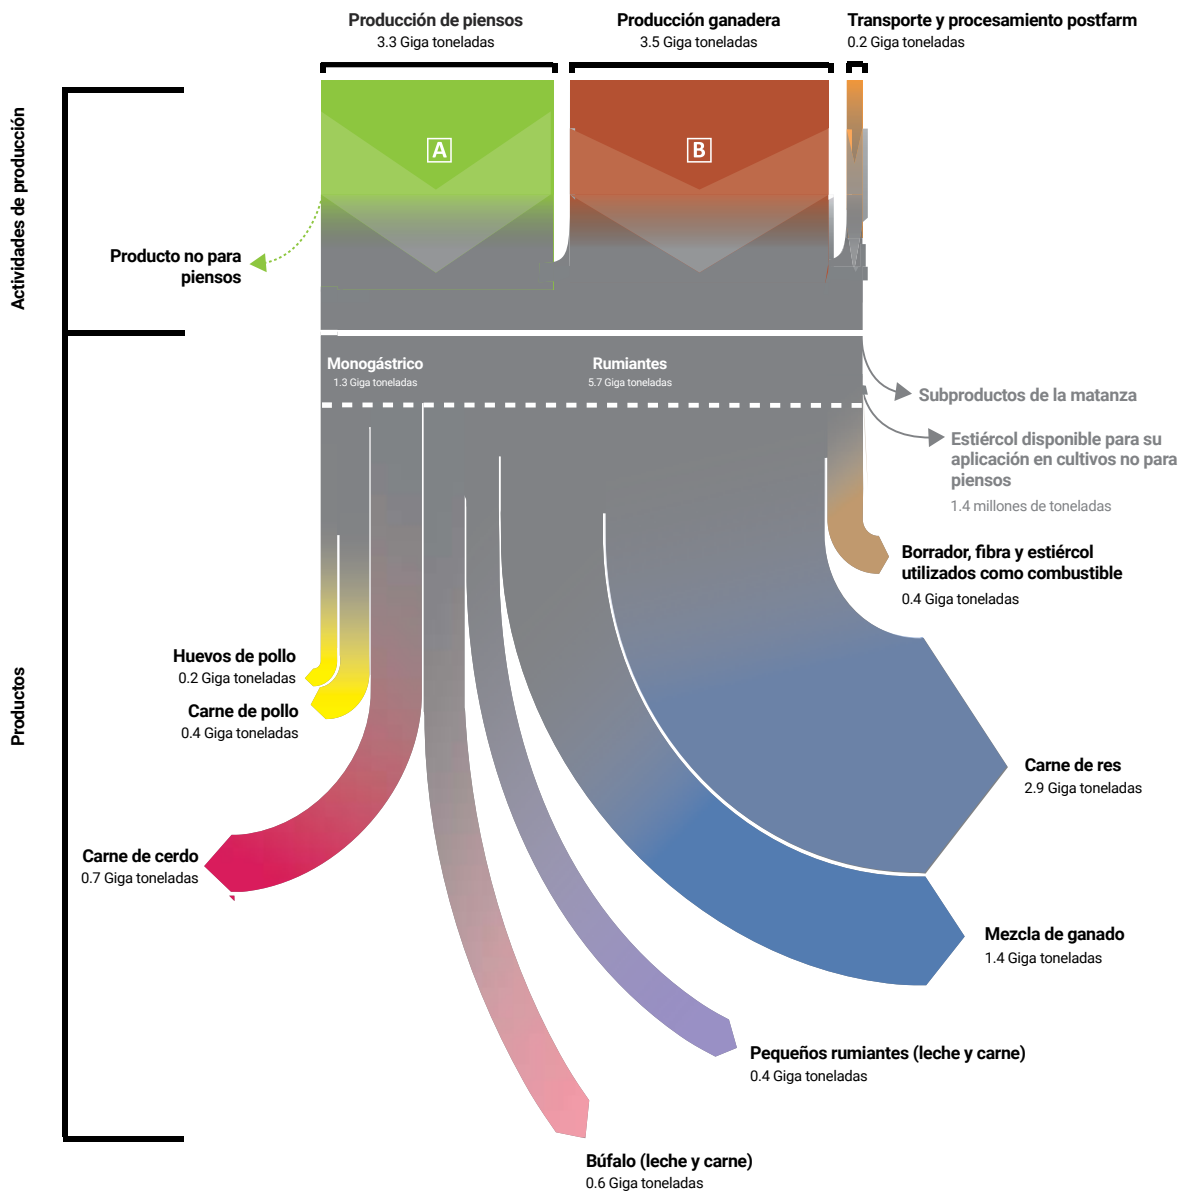 Producción de piensos
3.3 Giga toneladas
Producción ganadera
3.5 Giga toneladas
Transporte y procesamiento postfarm
0.2 Giga toneladas
Actividades de producción
A
B
Producto no para
piensos
Monogástrico
1.3 Giga toneladas
Rumiantes
5.7 Giga toneladas
Subproductos de la matanza
Estiércol disponible para su
aplicación en cultivos no para
piensos
1.4 millones de toneladas
Borrador, fibra y estiércol
utilizados como combustible
0.4 Giga toneladas
Productos
Huevos de pollo
0.2 Giga toneladas
Carne de pollo
0.4 Giga toneladas
Carne de res
2.9 Giga toneladas
Carne de cerdo
0.7 Giga toneladas
Mezcla de ganado
1.4 Giga toneladas
Pequeños rumiantes (leche y carne)
0.4 Giga toneladas
Búfalo (leche y carne)
0.6 Giga toneladas